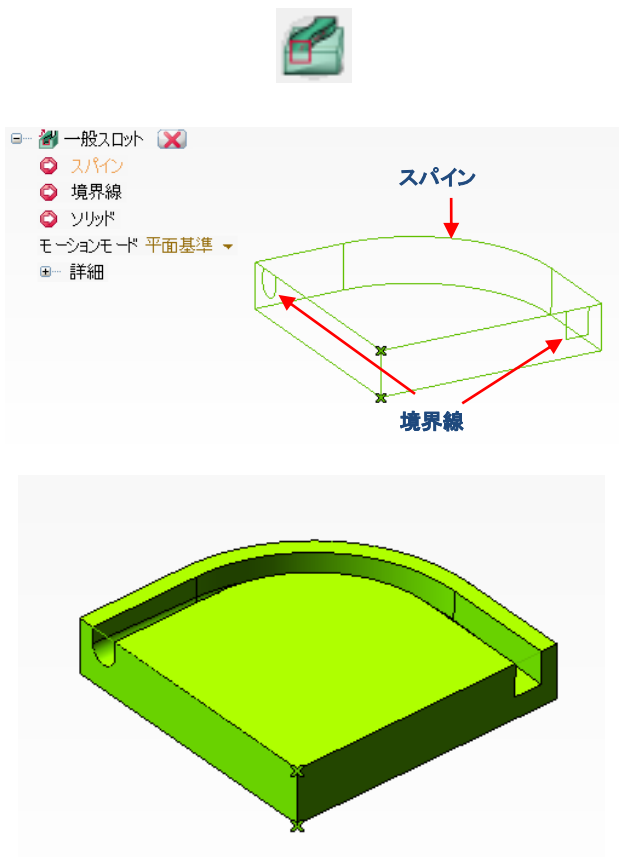 一般スロット
スパイン
境界線
ソリッド
モーションモード 平面基準
詳細
スパイン
境界線